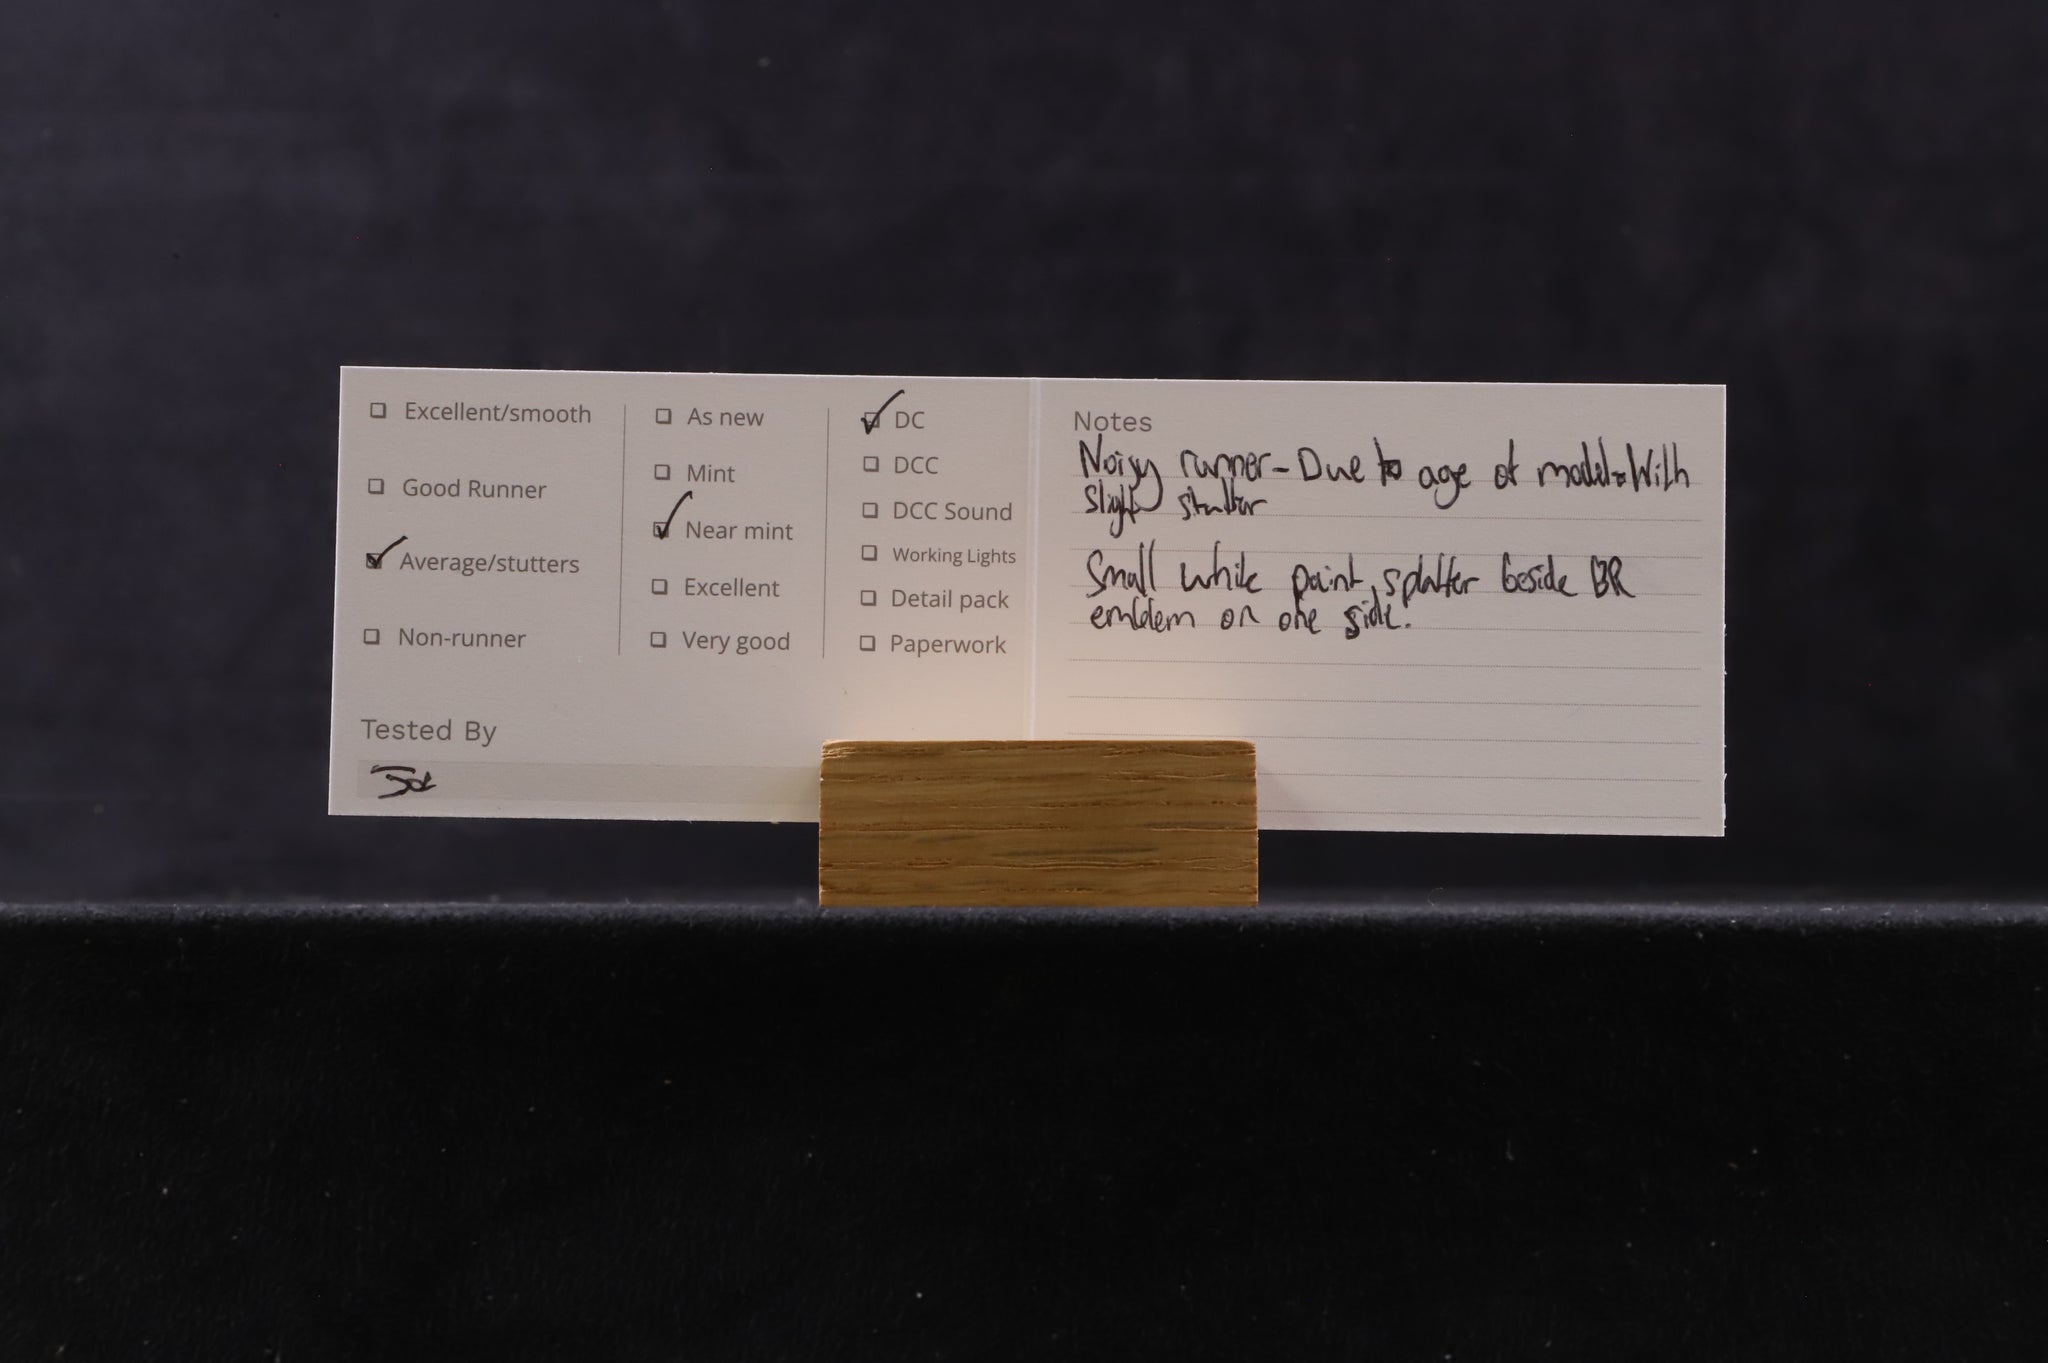 Excellent/smooth
Good Runner
Average/stutters
Non-runner
As new
Mint
Near mint
Excellent
Very good
DC
DCC
DCC Sound
Working Lights
Detail pack
Paperwork
Tested By
Joe
Notes
Noisy runner - Due to age of model - With
slight stutter
Small white paint splatter beside BR
emblem on one side.